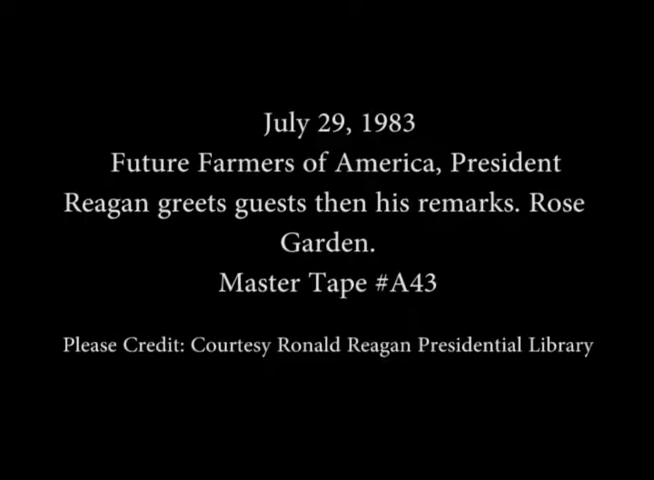 July 29, 1983
Future Farmers of America, President
Reagan greets guests then his remarks. Rose
Garden.
Master Tape #A43
Please Credit: Courtesy Ronald Reagan Presidential Library